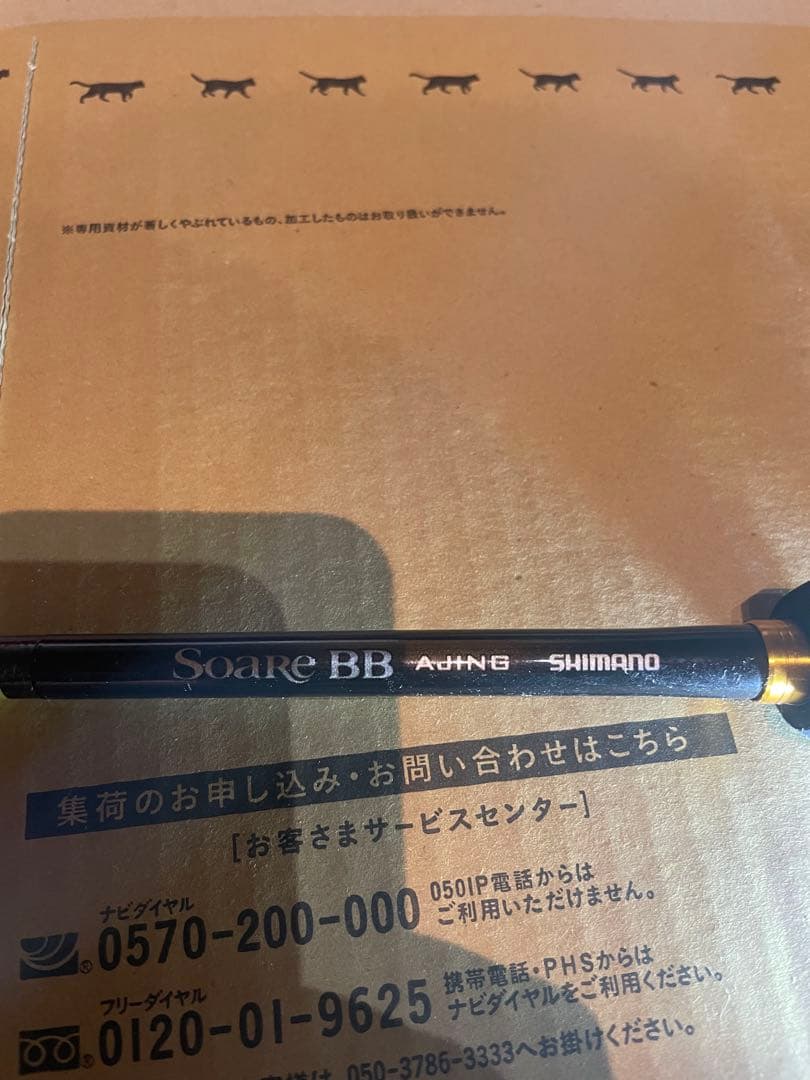 ※専用資材が著しくやぶれているもの、加工したものはお取り扱いができません。
SOARE BB AJING SHIMANO
集荷のお申し込み・お問い合わせはこちら
[お客さまサービスセンター]
ナビダイヤル
0570-200-000
050IP電話からは
ご利用いただけません。
フリーダイヤル
0120-01-9625
携帯電話・PHSからは
ナビダイヤルをご利用ください。
050-3786-3333へお掛けください。